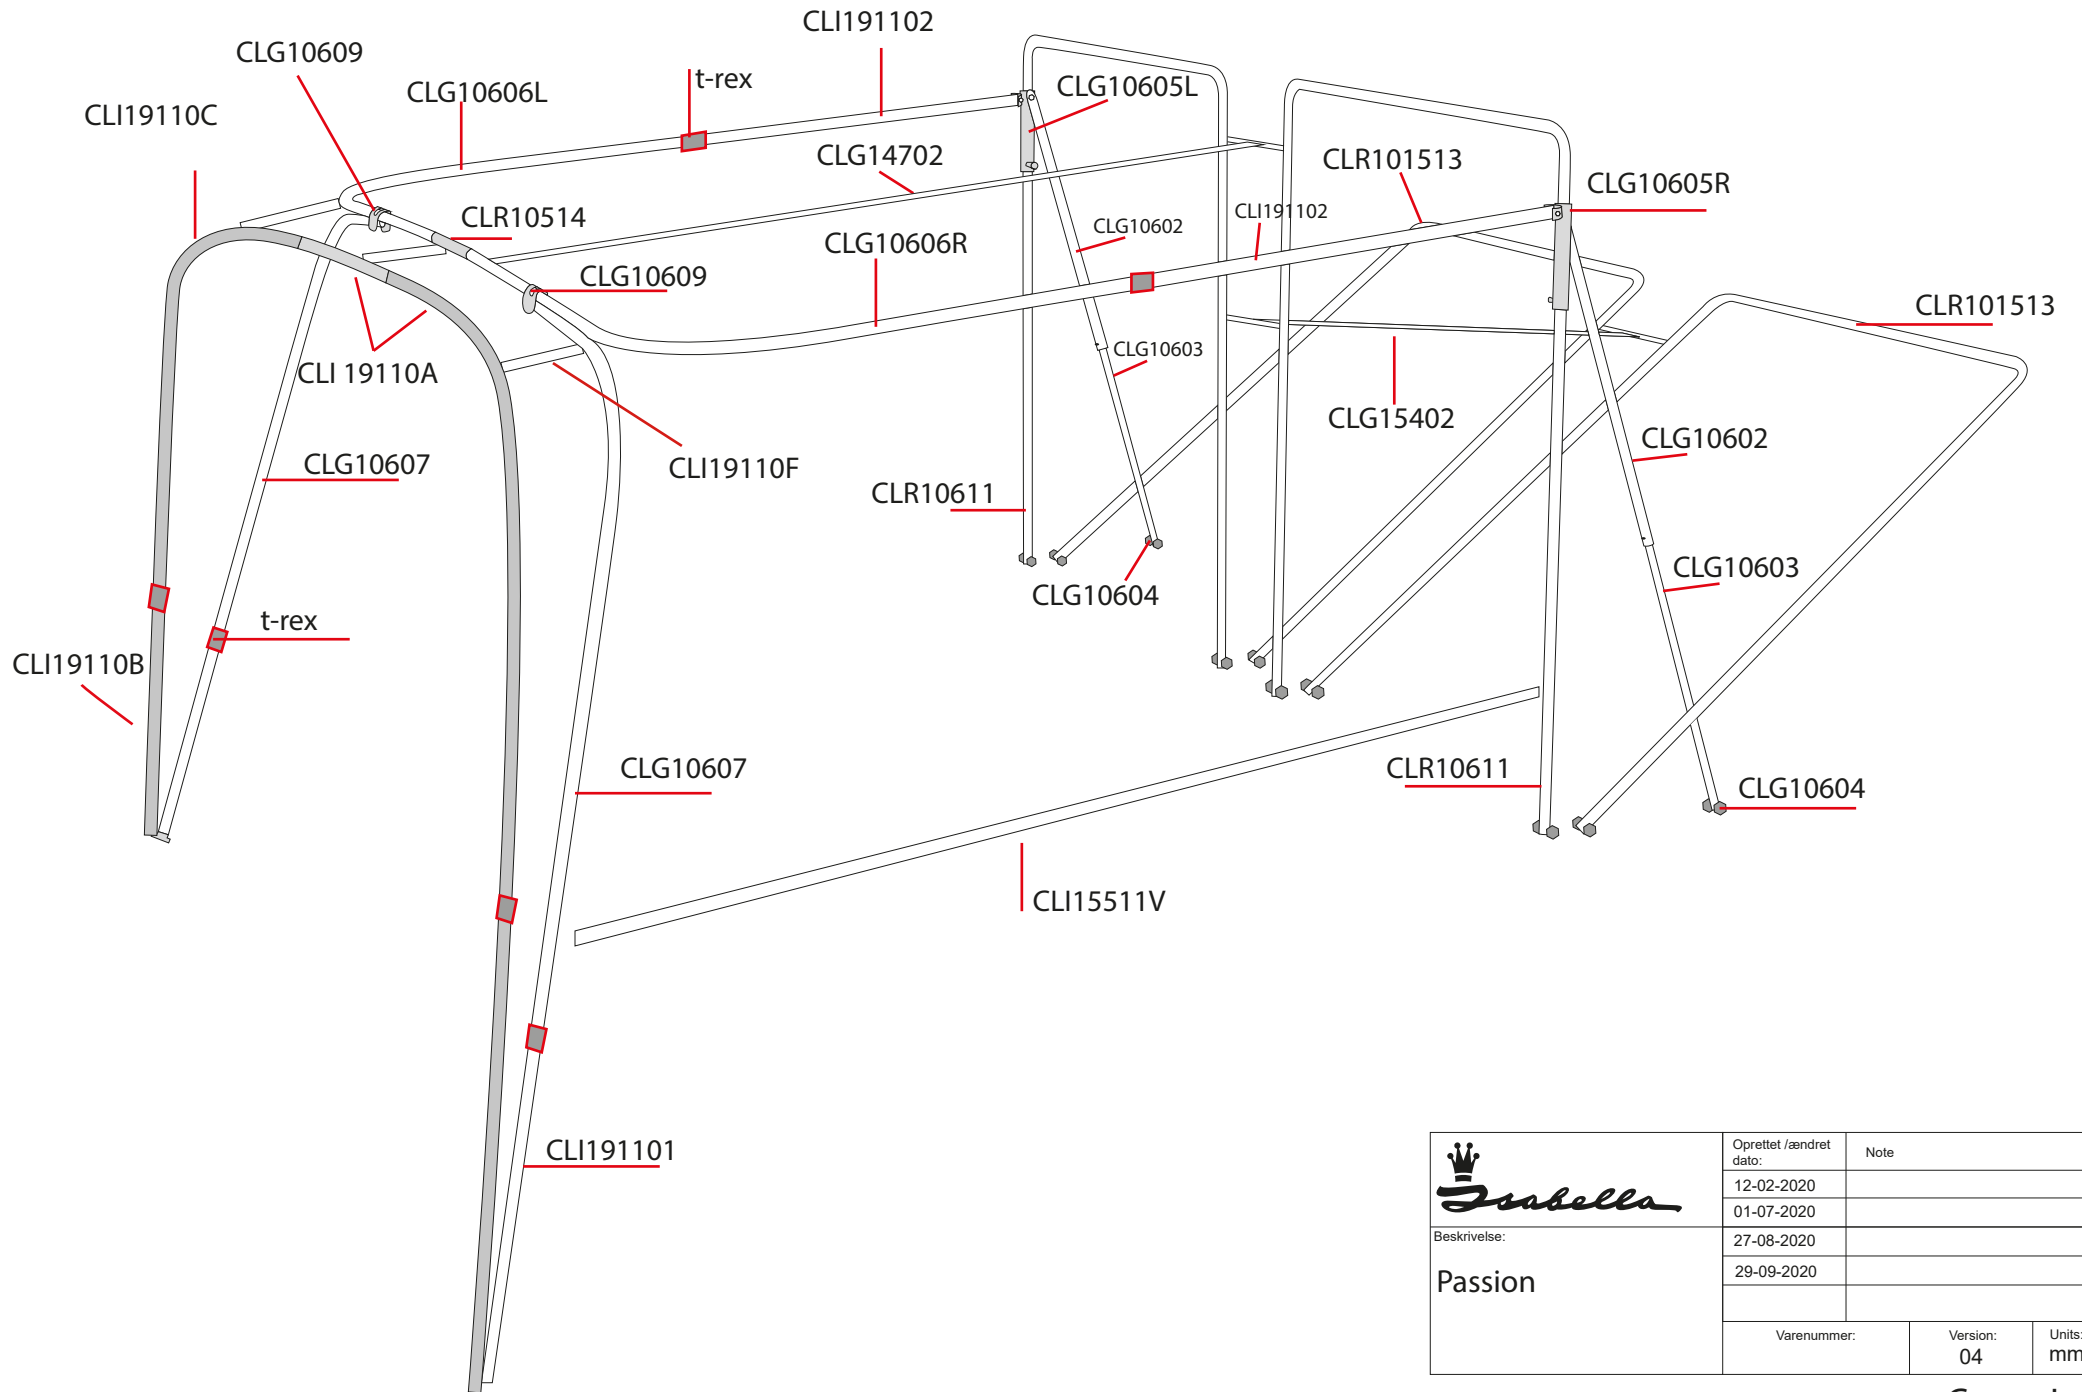 CLI191102
CLG10609
t-rex
CLG10605L
CLG10606L
CLI19110C
CLG14702
CLR101513
CLG10605R
CLR10514
CLG10602
CLI191102
CLG10606R
CLG10609
CLR101513
CLG10603
CLI 19110A
CLG15402
CLG10602
CLG10607
CLI19110F
CLR10611
CLG10603
CLG10604
t-rex
CLI19110B
CLG10607
CLR10611
CLG10604
CLI15511V
CLI191101
Isabella
Oprettet /ændret
dato:
Note
12-02-2020
01-07-2020
Beskrivelse:
27-08-2020
Passion
29-09-2020
Varenummer:
Version:
04
Units:
mm